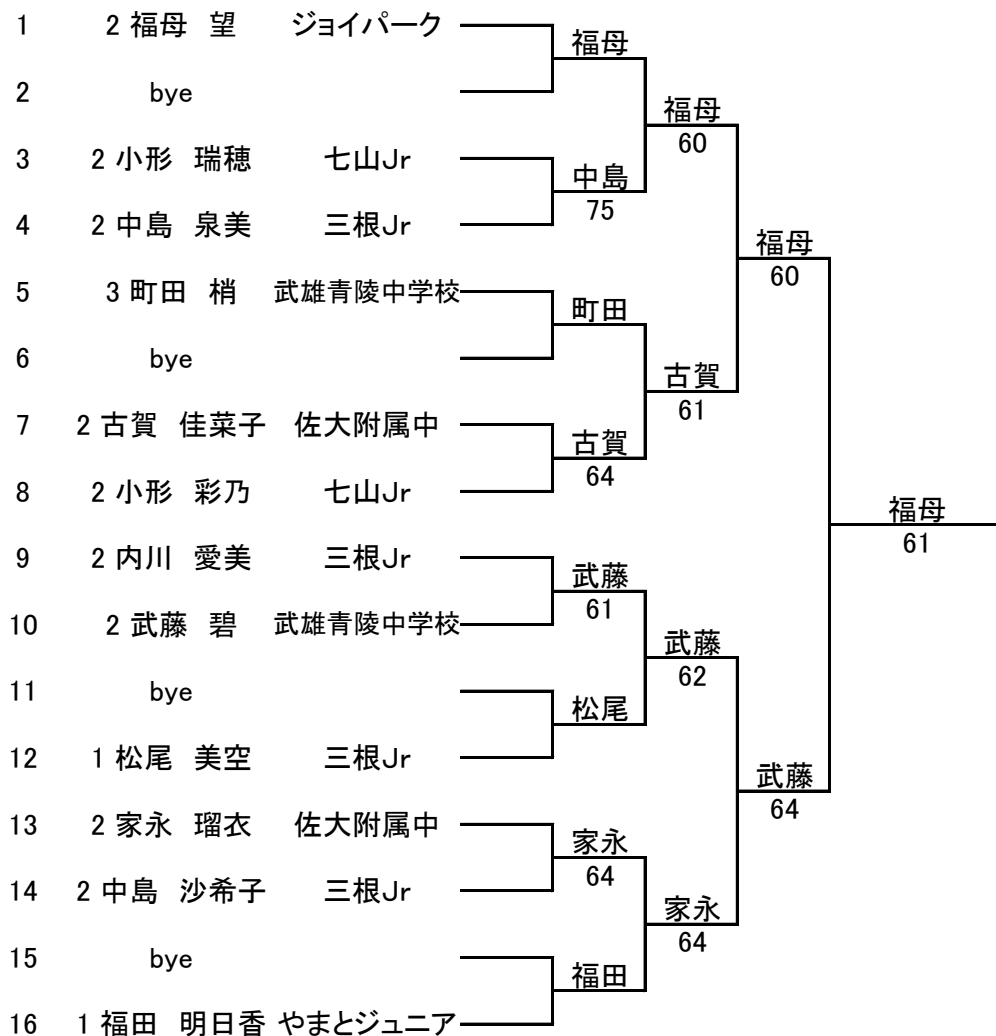 1 2 福母 望 ジョイパーク
福母
2 bye
福母
60
3 2 小形 瑞穂 七山Jr
中島
75
4 2 中島 泉美 三根Jr
福母
60
5 3 町田 梢 武雄青陵中学校
町田
6 bye
古賀
61
7 2 古賀 佳菜子 佐大附属中
古賀
64
8 2 小形 彩乃 七山Jr
福母
61
9 2 内川 愛美 三根Jr
武藤
61
10 2 武藤 碧 武雄青陵中学校
武藤
62
11 bye
松尾
12 1 松尾 美空 三根Jr
武藤
64
13 2 家永 瑠衣 佐大附属中
家永
64
14 2 中島 沙希子 三根Jr
家永
64
15 bye
福田
16 1 福田 明日香 やまとジュニア